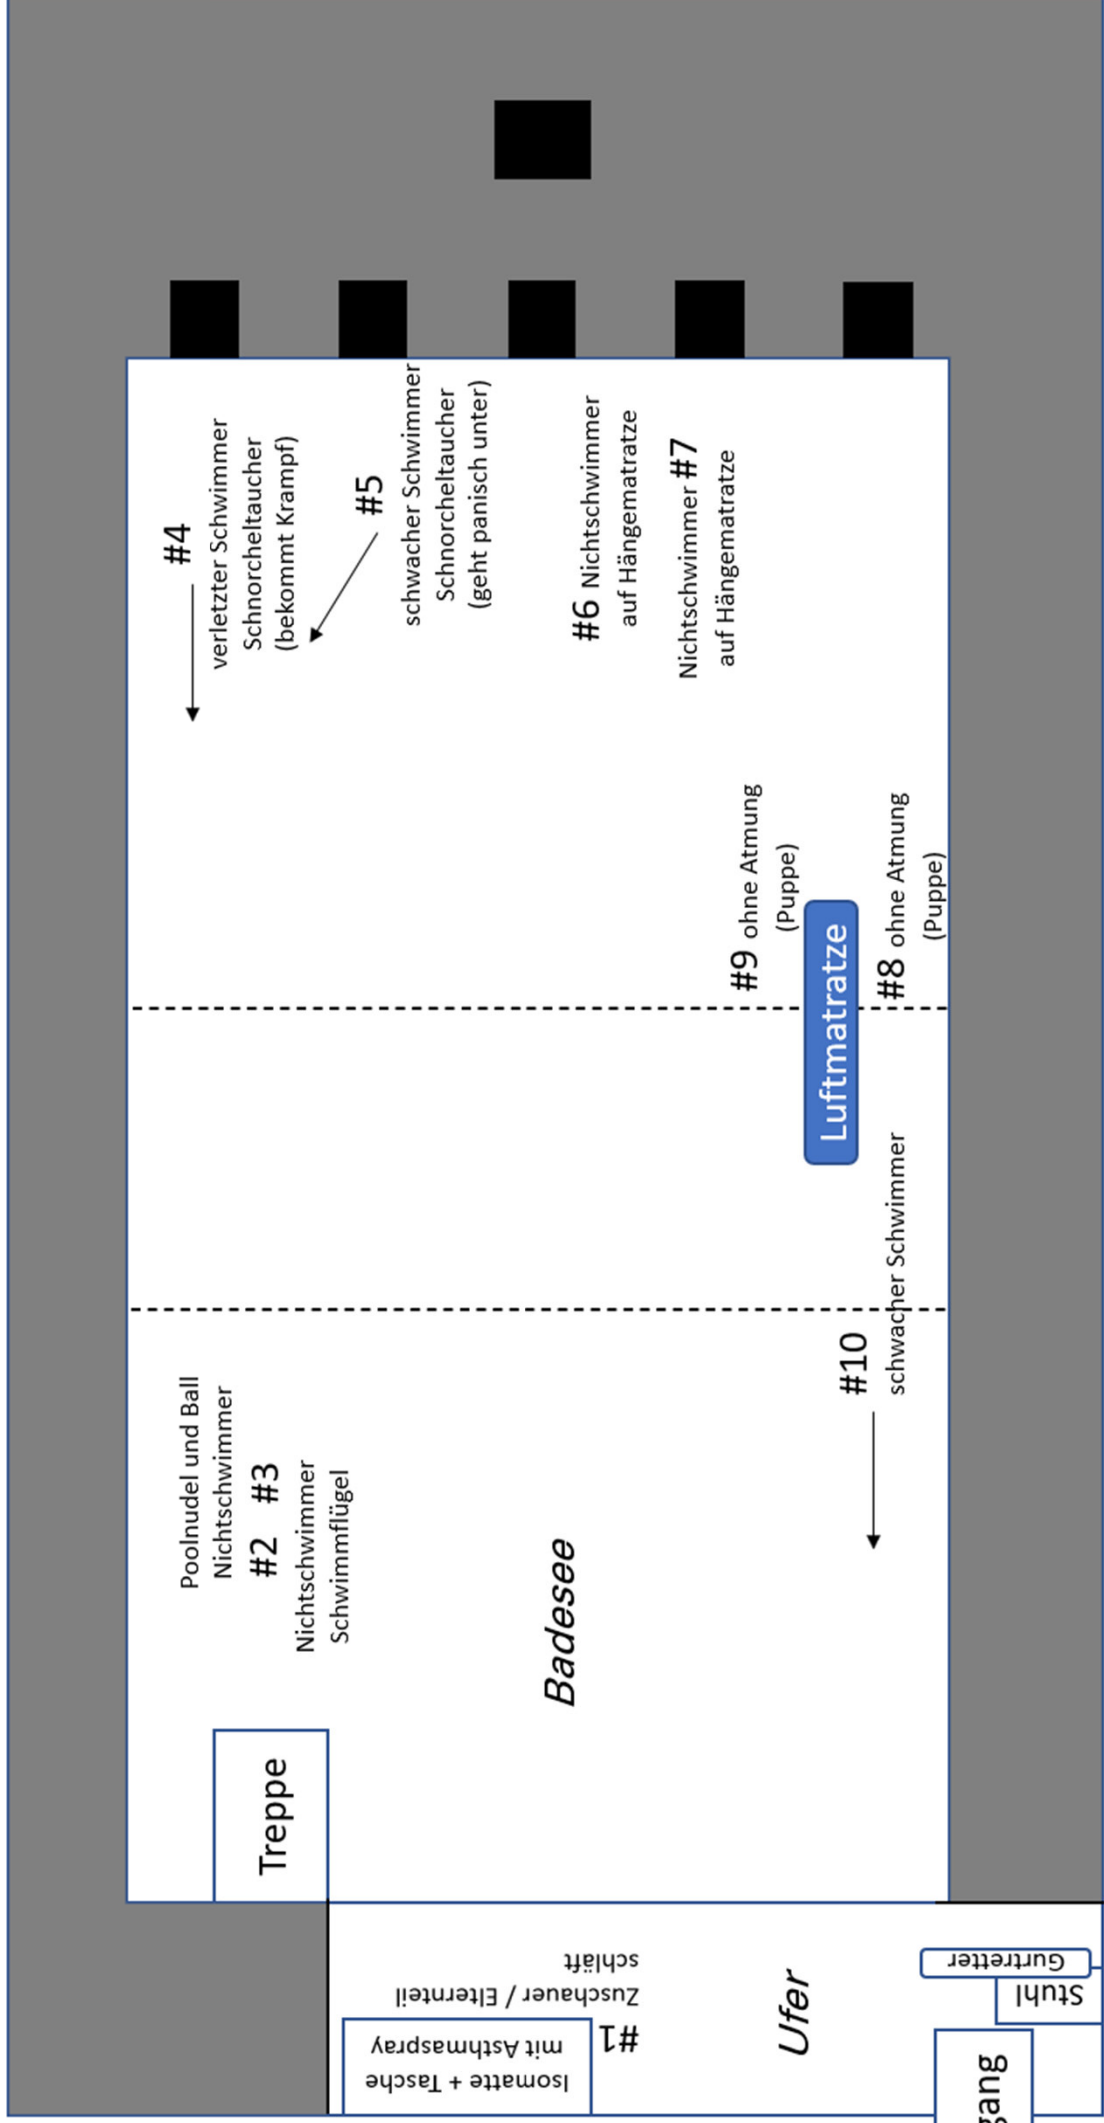 #4
verletzter Schwimmer
Schnorcheltaucher
(bekommt Krampf)
#5
schwacher Schwimmer
Schnorcheltaucher
(geht panisch unter)
#6 Nichtschwimmer
auf Hängematratze
Nichtschwimmer #7
auf Hängematratze
#9 ohne Atmung
(Puppe)
Luftmatratze
#8 ohne Atmung
(Puppe)
#10
schwacher Schwimmer
Poolnudel und Ball
Nichtschwimmer
#2 #3
Nichtschwimmer
Schwimmflügel
Badesee
Treppe
#1
Zuschauer / Elternteil
schläft
Isomatte + Tasche
mit Asthmaspray
Ufer
Gurtretter
Stuhl
gang